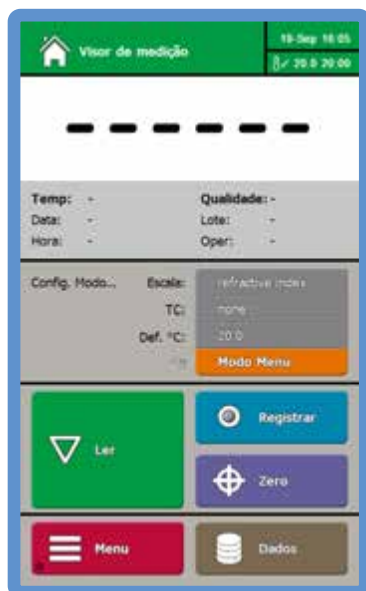 Visor de medição
19-Sep 16:05
20.0 20:00
------
Temp: - Qualidade: -
Data: - Lote: -
Hora: - Oper: -
Config. Modo... Escala: refractive index
TC: none
Def. °C: 20.0
Modo Menu
Ler
Registrar
Zero
Menu
Dados